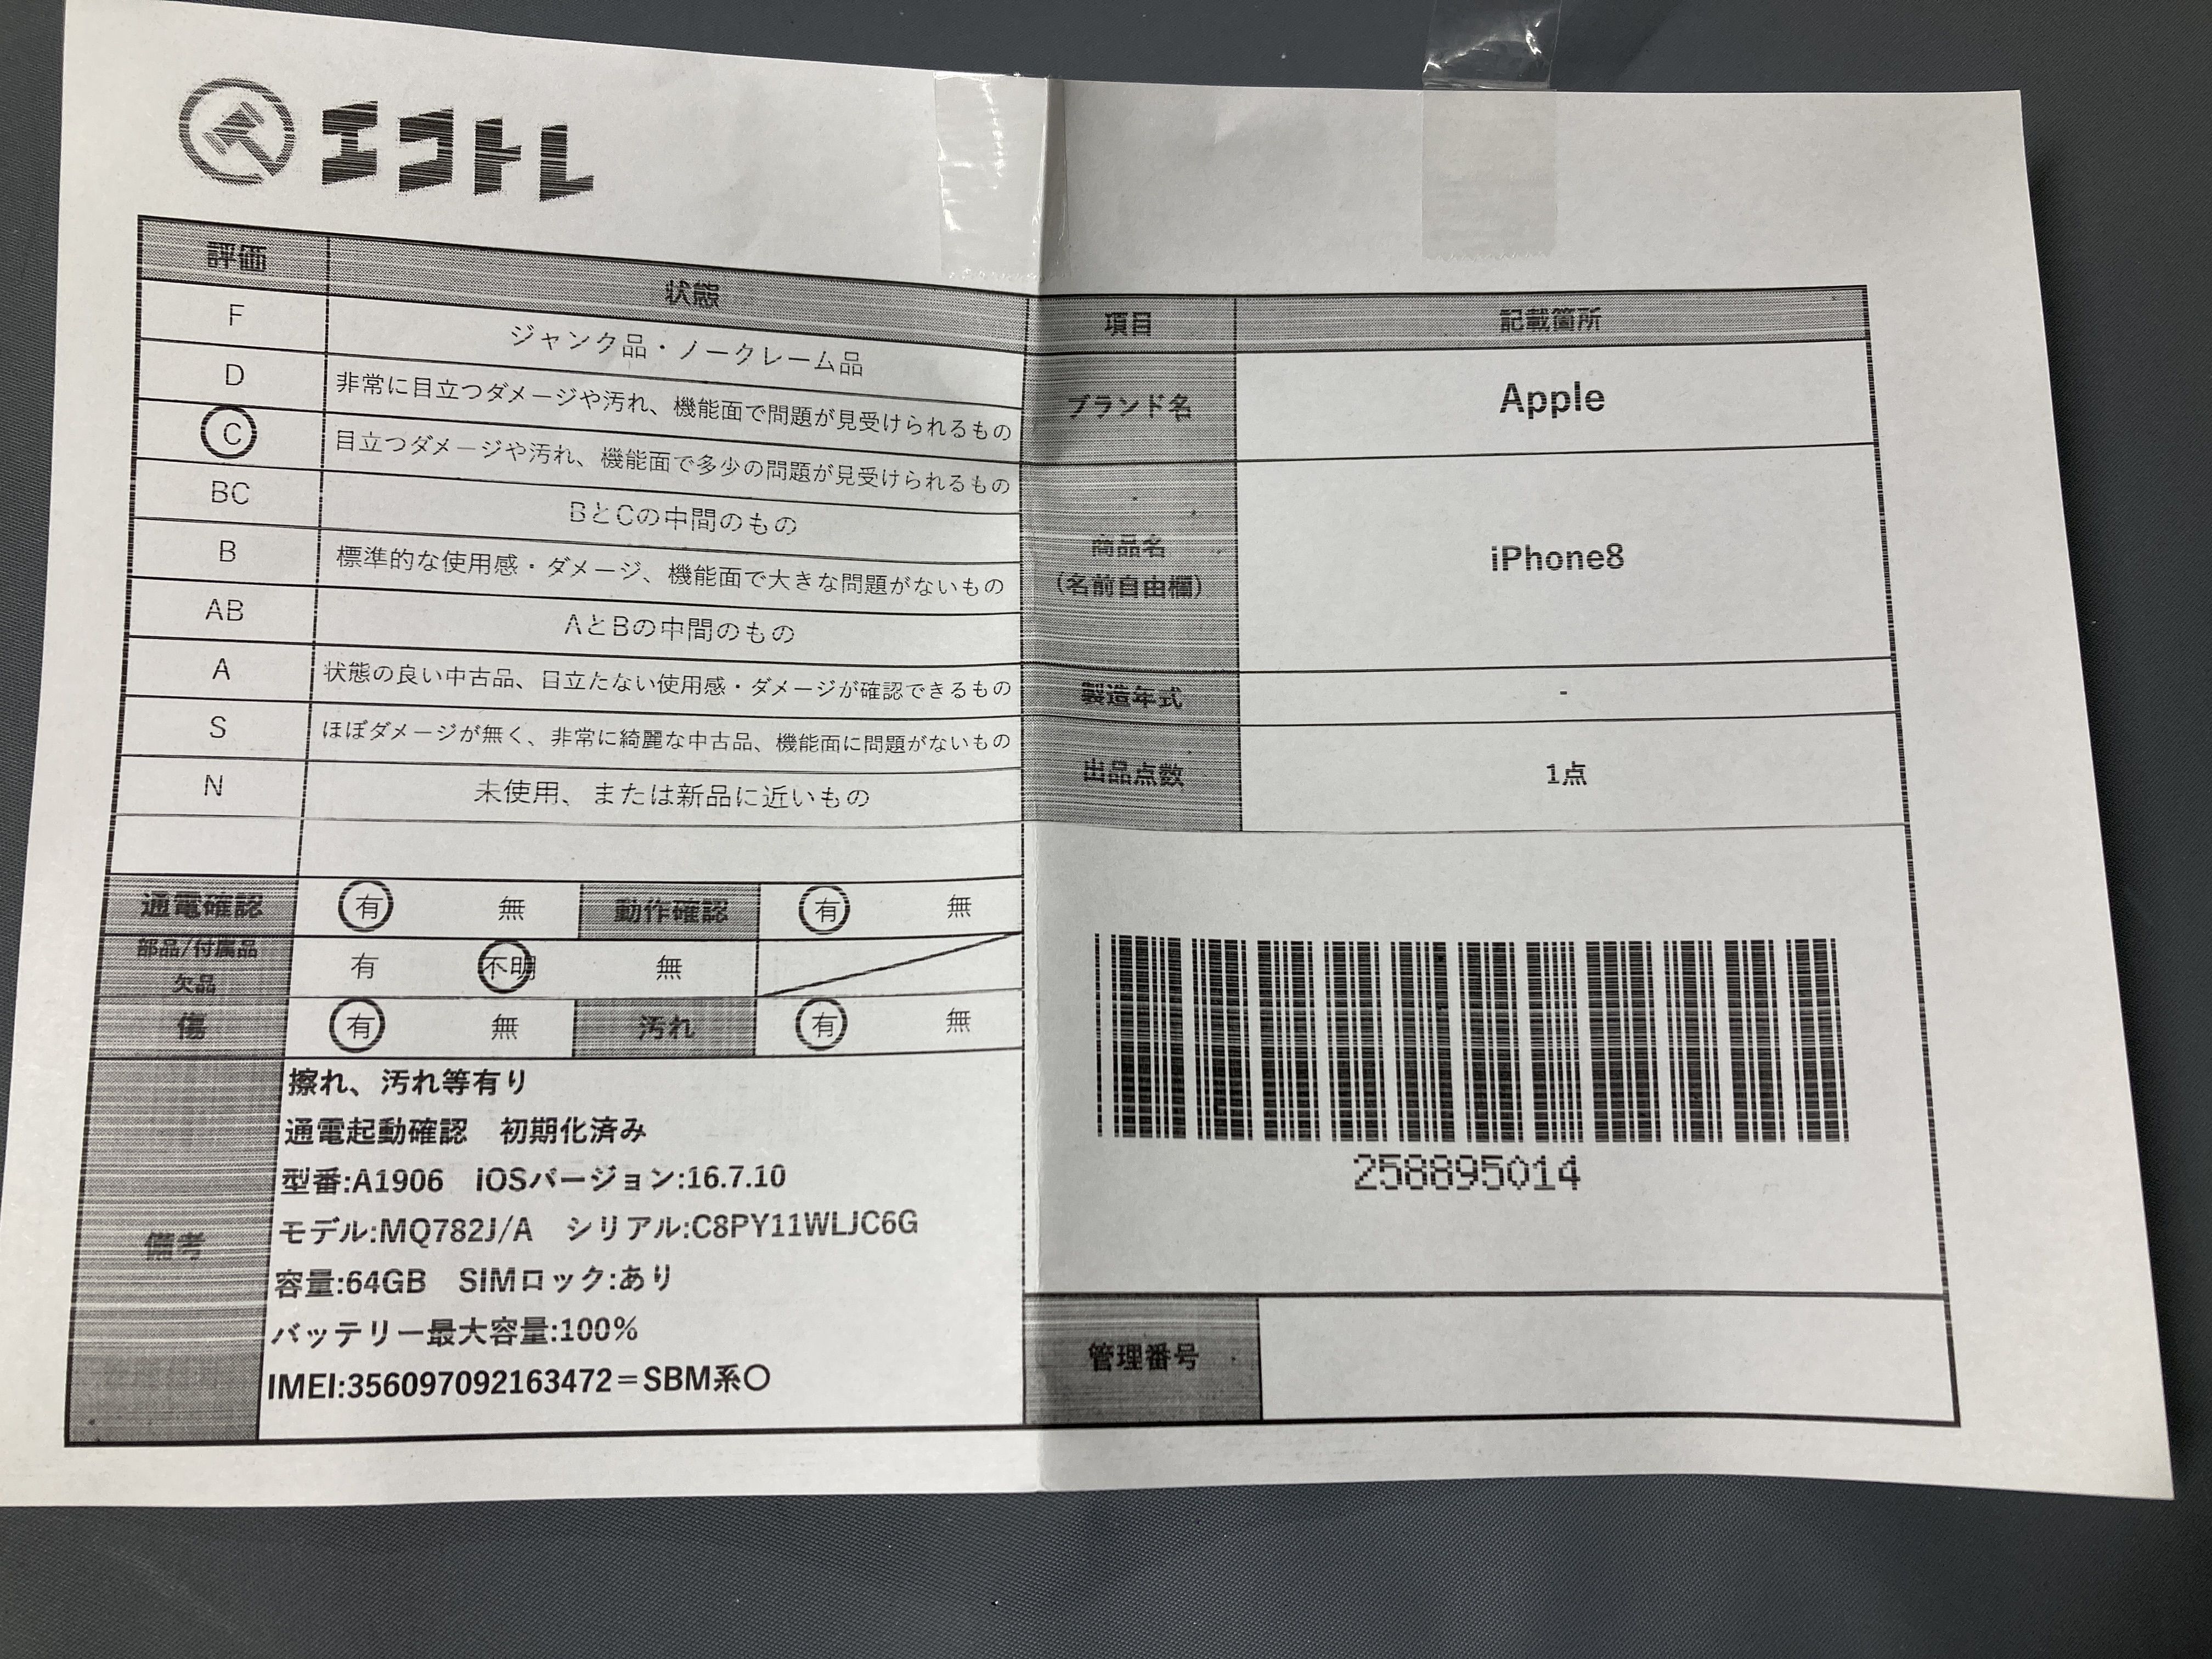 エコトレ
評価 状態
F ジャンク品・ノークレーム品
D 非常に目立つダメージや汚れ、機能面で問題が見受けられるもの
C 目立つダメージや汚れ、機能面で多少の問題が見受けられるもの
BC BとCの中間のもの
B 標準的な使用感・ダメージ、機能面で大きな問題がないもの
AB AとBの中間のもの
A 状態の良い中古品、目立たない使用感・ダメージが確認できるもの
S ほぼダメージが無く、非常に綺麗な中古品、機能面に問題がないもの
N 未使用、または新品に近いもの
通電確認 有 無 動作確認 有 無
部品/付属品
欠品 有 不明 無
傷 有 無 汚れ 有 無
備考
擦れ、汚れ等有り
通電起動確認 初期化済み
型番:A1906 iOSバージョン:16.7.10
モデル:MQ782J/A シリアル:C8PY11WLJC6G
容量:64GB SIMロック:あり
バッテリー最大容量:100%
IMEI:356097092163472=SBM系〇
項目 記載箇所
ブランド名 Apple
商品名
(名前自由欄) iPhone8
製造年式 -
出品点数 1点
258895014
管理番号